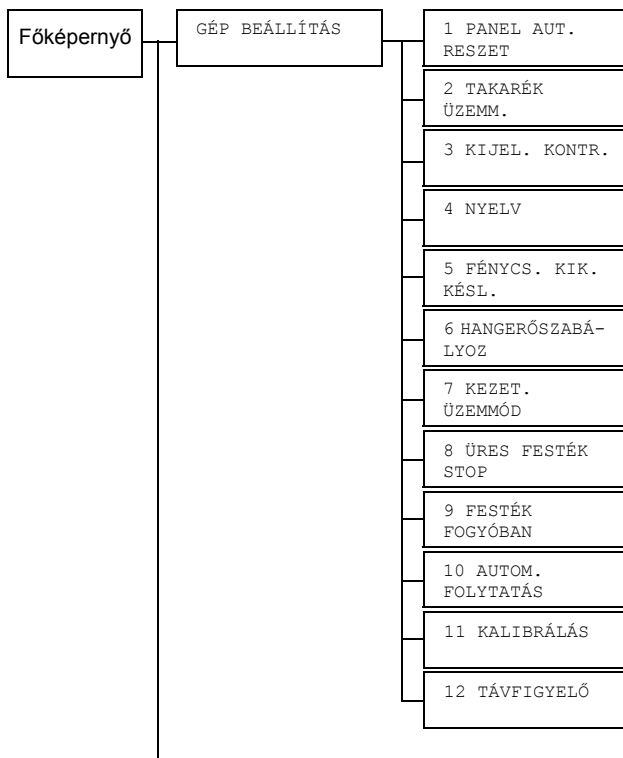 Főképernyő
GÉP BEÁLLÍTÁS
1 PANEL AUT.
RESZET
2 TAKARÉK
ÜZEMM.
3 KIJEL. KONTR.
4 NYELV
5 FÉNYCS. KIK.
KÉSL.
6 HANGERŐSZABÁ-
LYOZ
7 KEZET.
ÜZEMMÓD
8 ÜRES FESTÉK
STOP
9 FESTÉK
FOGYÓBAN
10 AUTOM.
FOLYTATÁS
11 KALIBRÁLÁS
12 TÁVFIGYELŐ